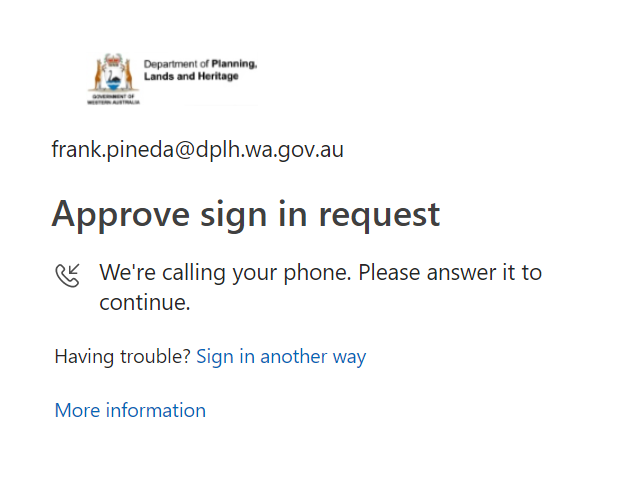 Department of Planning,
Lands and Heritage
GOVERNMENT OF
WESTERN AUSTRALIA
frank.pineda@dplh.wa.gov.au
Approve sign in request
We're calling your phone. Please answer it to
continue.
Having trouble? Sign in another way
More information